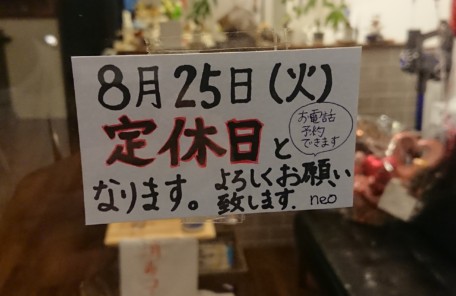 8月25日(火)
定休日と
お電話
予約
できます
なります。よろしくお願い
致します.
neo